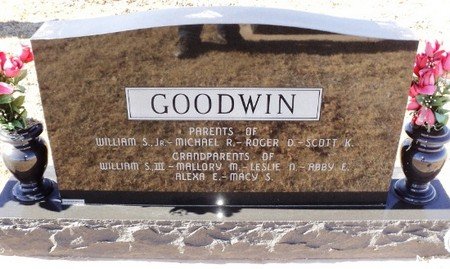 GOODWIN
PARENTS OF
WILLIAM S., JR.- MICHAEL R.- ROGER D.- SCOTT K.
GRANDPARENTS OF
WILLIAM S. III - MALLORY M.- LESLIE N.- ABBY E.
ALEXA E.- MACY S.